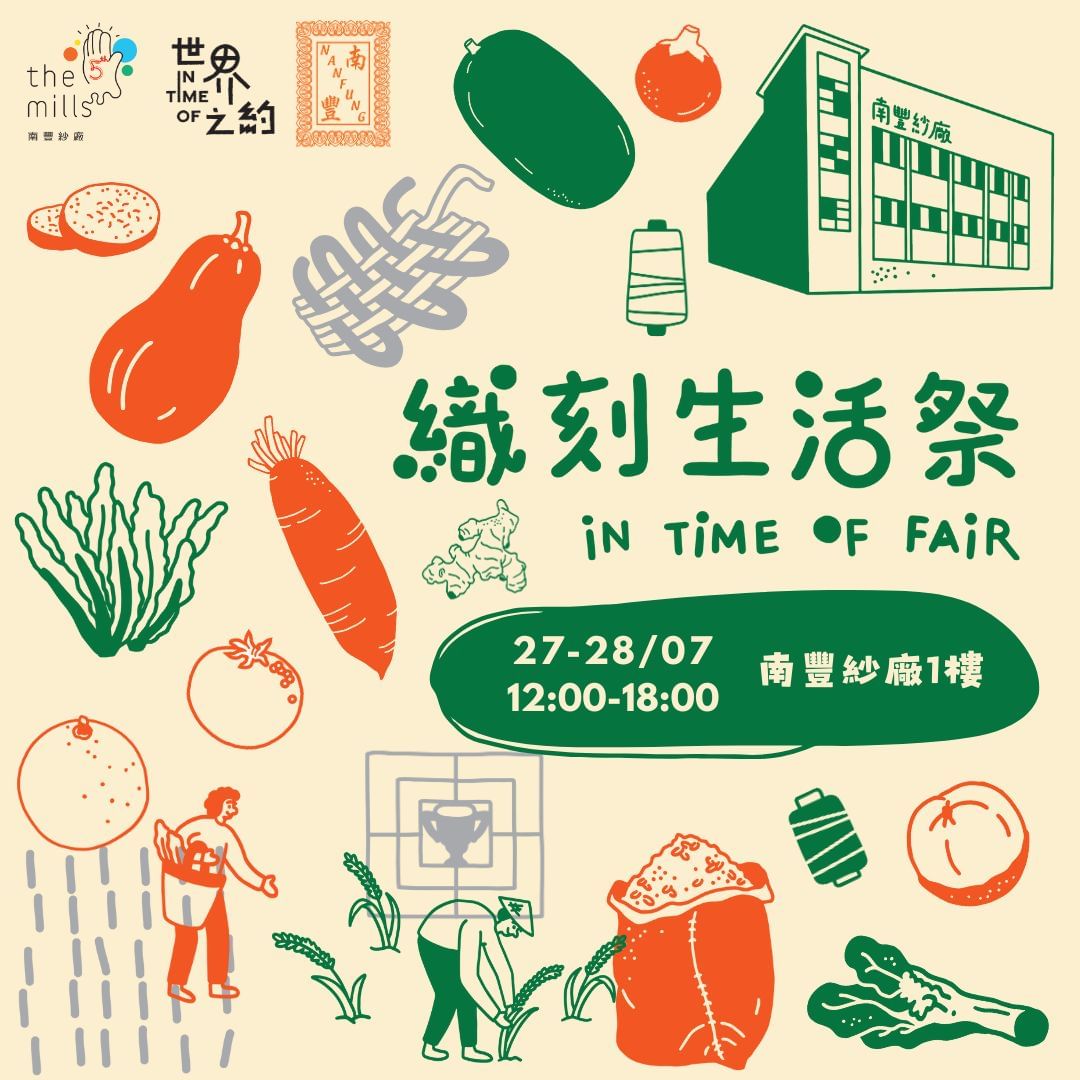 the
5th
mills
南豐紗廠
世界
IN
TIME
OF
之約
NANFUNG
南豐
南豐紗廠
織刻生活祭
iN TiME OF FAiR
27-28/07
12:00-18:00
南豐紗廠1樓